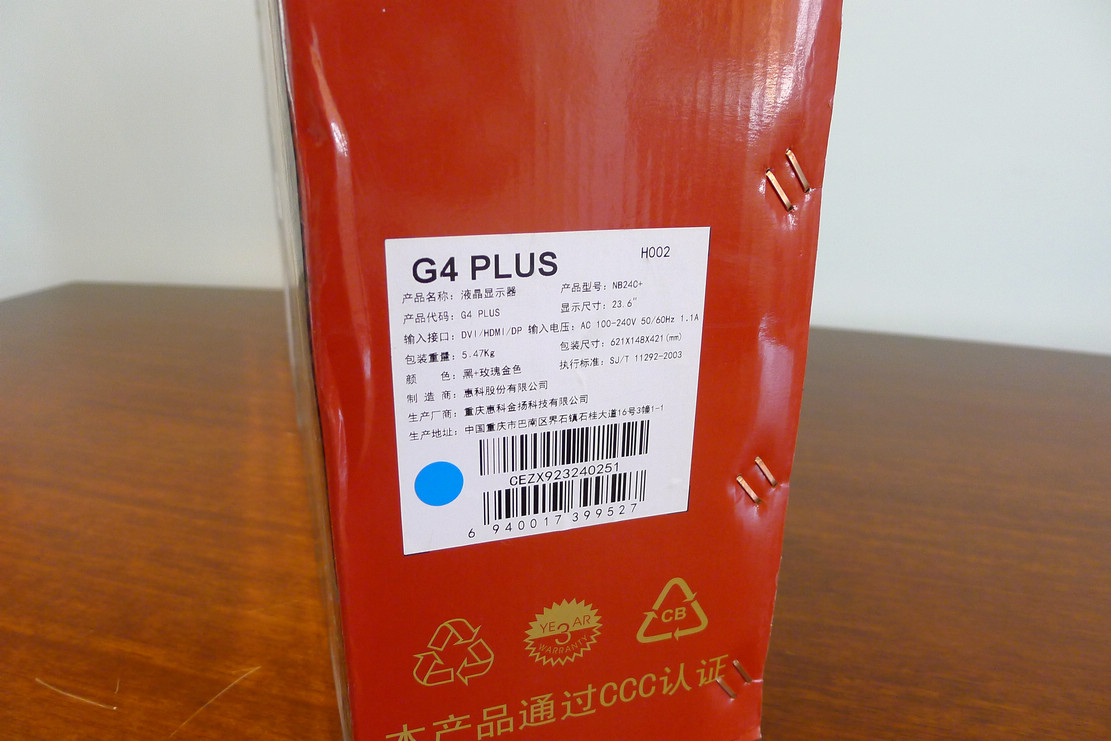 G4 PLUS H002
产品名称：液晶显示器 产品型号：NB24C+
产品代码：G4 PLUS 显示尺寸：23.6"
输入接口：DVI/HDMI/DP 输入电压：AC 100-240V 50/60Hz 1.1A
包装重量：5.47Kg 包装尺寸：621X148X421(mm)
颜 色：黑+玫瑰金色 执行标准：SJ/T 11292-2003
制 造 商：惠科股份有限公司
生产厂商：重庆惠科金扬科技有限公司
生产地址：中国重庆市巴南区界石镇石桂大道16号3幢1-1
CEZX923240251
6 940017 399527
YE3AR
WARRANTY
CB
本产品通过CCC认证